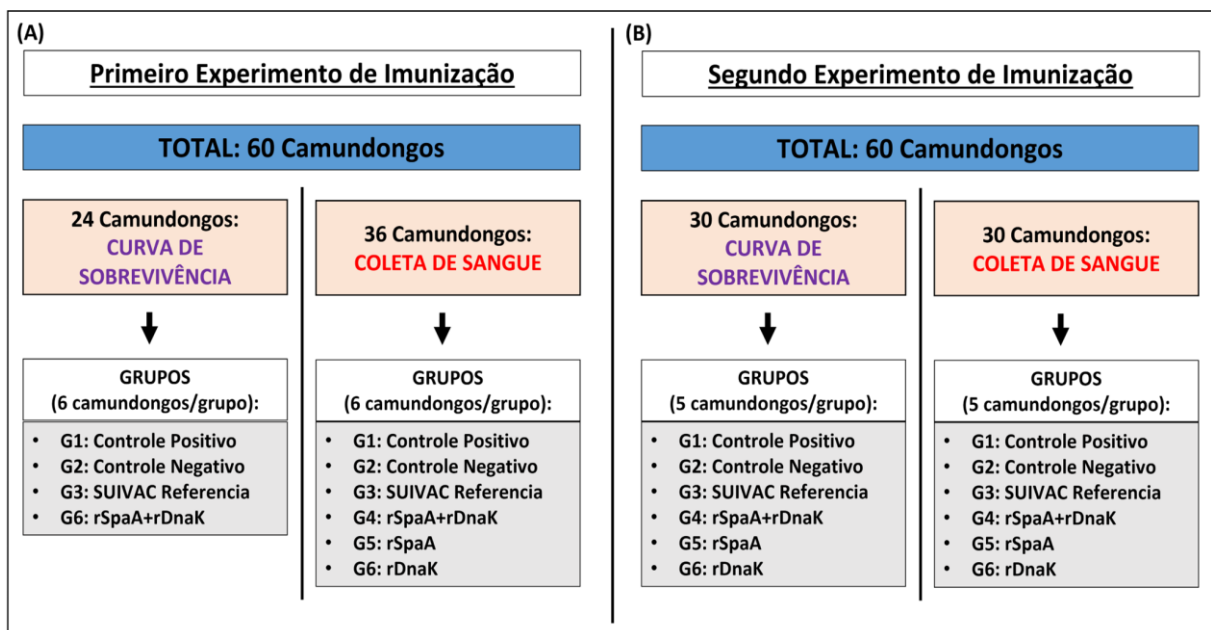 (A)
Primeiro Experimento de Imunização
TOTAL: 60 Camundongos
24 Camundongos:
CURVA DE
SOBREVIVÊNCIA
GRUPOS
(6 camundongos/grupo):
• G1: Controle Positivo
• G2: Controle Negativo
• G3: SUIVAC Referencia
• G6: rSpaA+rDnaK
36 Camundongos:
COLETA DE SANGUE
GRUPOS
(6 camundongos/grupo):
• G1: Controle Positivo
• G2: Controle Negativo
• G3: SUIVAC Referencia
• G4: rSpaA+rDnaK
• G5: rSpaA
• G6: rDnaK
(B)
Segundo Experimento de Imunização
TOTAL: 60 Camundongos
30 Camundongos:
CURVA DE
SOBREVIVÊNCIA
GRUPOS
(5 camundongos/grupo):
• G1: Controle Positivo
• G2: Controle Negativo
• G3: SUIVAC Referencia
• G4: rSpaA+rDnaK
• G5: rSpaA
• G6: rDnaK
30 Camundongos:
COLETA DE SANGUE
GRUPOS
(5 camundongos/grupo):
• G1: Controle Positivo
• G2: Controle Negativo
• G3: SUIVAC Referencia
• G4: rSpaA+rDnaK
• G5: rSpaA
• G6: rDnaK